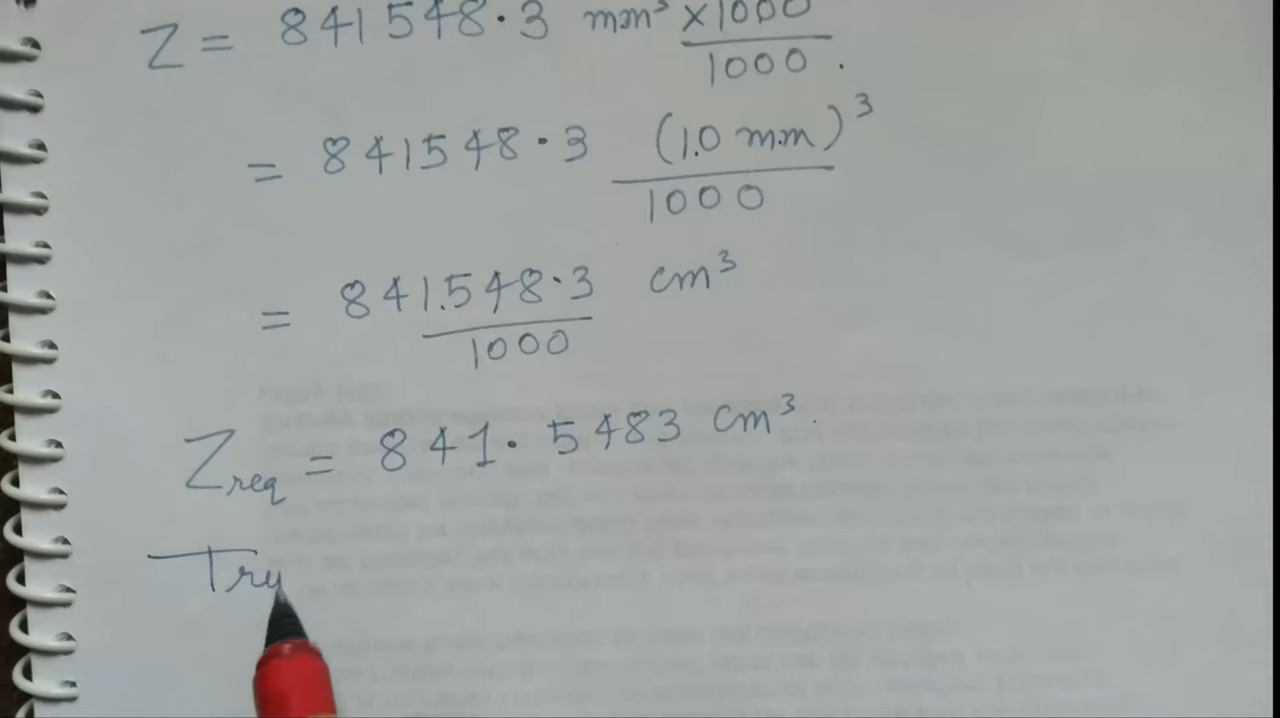 Z = 841548.3 mm³ ×1000
1000.
= 841548.3 (1.0 mm)³
1000
= 841.548.3 cm³
1000
Zreq = 841.5483 cm³.
Try